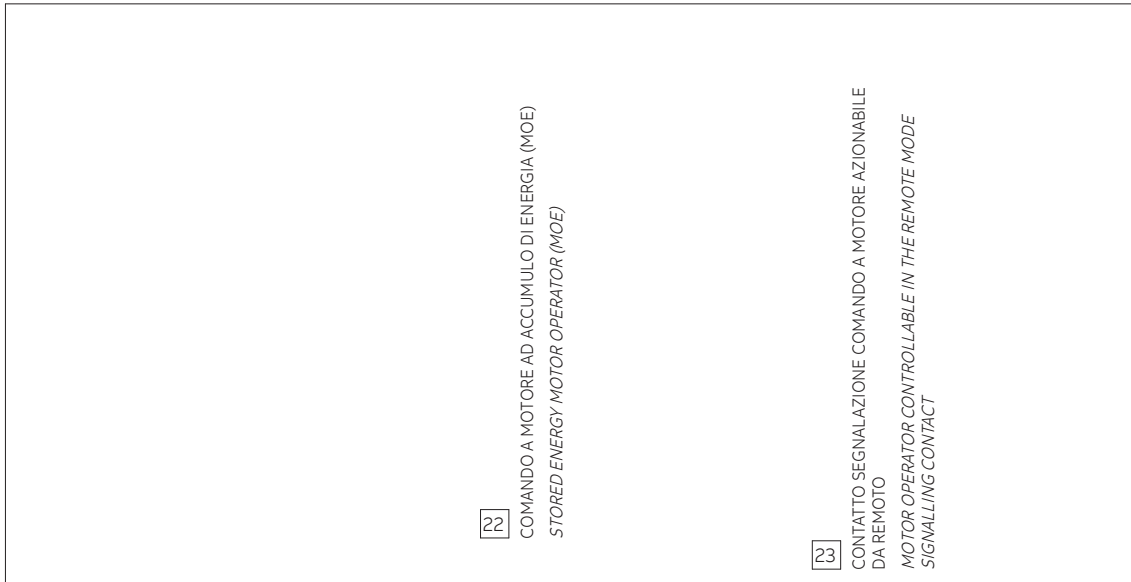 22
COMANDO A MOTORE AD ACCUMULO DI ENERGIA (MOE)
STORED ENERGY MOTOR OPERATOR (MOE)
23
CONTATTO SEGNALAZIONE COMANDO A MOTORE AZIONABILE
DA REMOTO
MOTOR OPERATOR CONTROLLABLE IN THE REMOTE MODE
SIGNALLING CONTACT